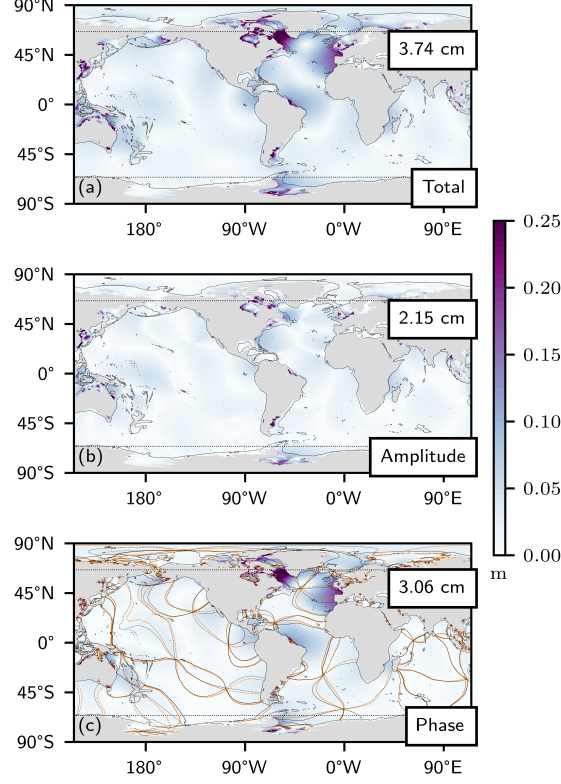 90°N
45°N
0°
45°S
90°S
3.74 cm
(a)
Total
180°
90°W
0°W
90°E
90°N
45°N
0°
45°S
90°S
2.15 cm
(b)
Amplitude
180°
90°W
0°W
90°E
90°N
45°N
0°
45°S
90°S
3.06 cm
(c)
Phase
180°
90°W
0°W
90°E
0.25
0.20
0.15
0.10
0.05
0.00
m